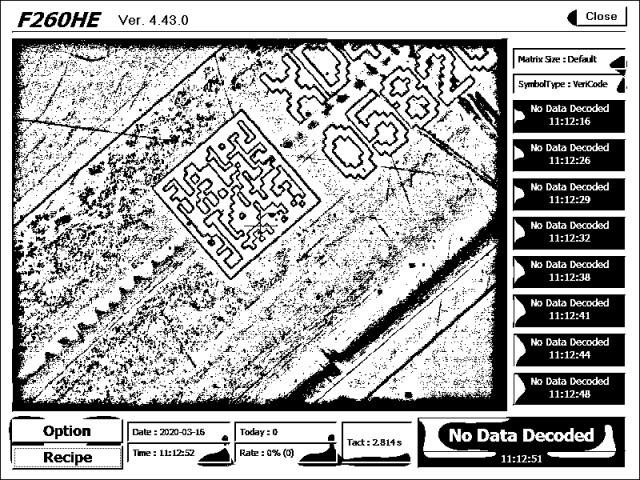 F260HE Ver. 4.43.0 Close
Matrix Size : Default
SymbolType : VeriCode
No Data Decoded
11:12:16
No Data Decoded
11:12:26
No Data Decoded
11:12:29
No Data Decoded
11:12:32
No Data Decoded
11:12:38
No Data Decoded
11:12:41
No Data Decoded
11:12:44
No Data Decoded
11:12:48
Option
Recipe
Date : 2020-03-16
Time : 11:12:52
Today : 0
Rate : 0% (0)
Tact : 2.814 s
No Data Decoded
11:12:51